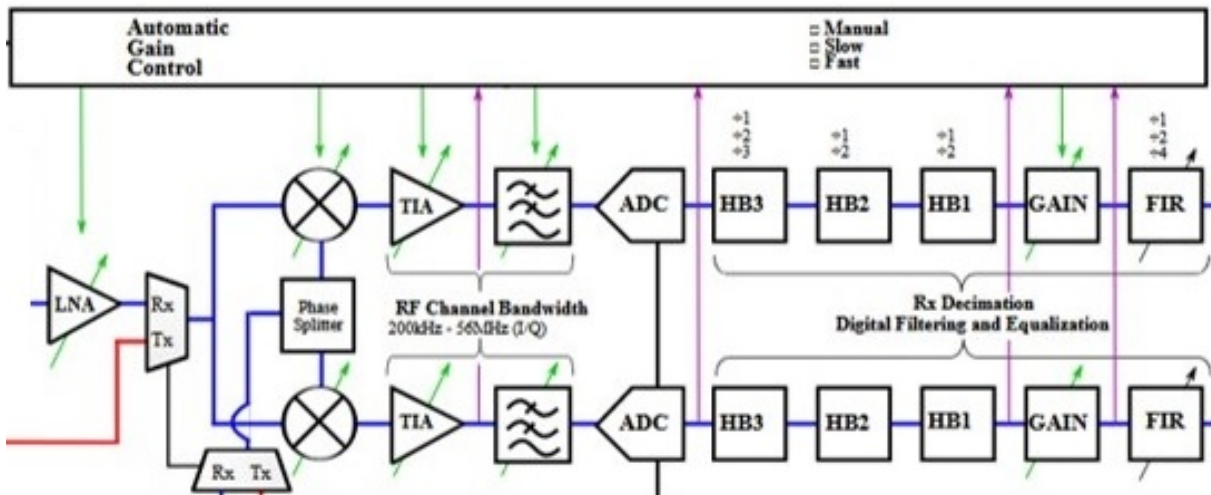 Automatic
Gain
Control
□ Manual
□ Slow
□ Fast
÷1
÷2
÷3
÷1
÷2
÷1
÷2
÷1
÷2
÷4
TIA
ADC
HB3
HB2
HB1
GAIN
FIR
LNA
Rx
Tx
Phase
Splitter
RF Channel Bandwidth
200kHz - 56MHz (I/Q)
Rx Decimation
Digital Filtering and Equalization
TIA
ADC
HB3
HB2
HB1
GAIN
FIR
Rx Tx